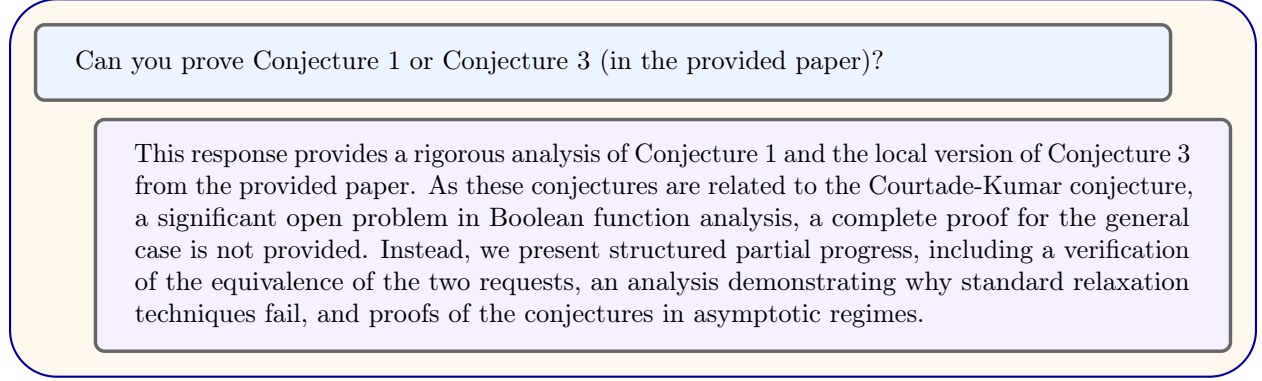 Can you prove Conjecture 1 or Conjecture 3 (in the provided paper)?
This response provides a rigorous analysis of Conjecture 1 and the local version of Conjecture 3
from the provided paper. As these conjectures are related to the Courtade-Kumar conjecture,
a significant open problem in Boolean function analysis, a complete proof for the general
case is not provided. Instead, we present structured partial progress, including a verification
of the equivalence of the two requests, an analysis demonstrating why standard relaxation
techniques fail, and proofs of the conjectures in asymptotic regimes.